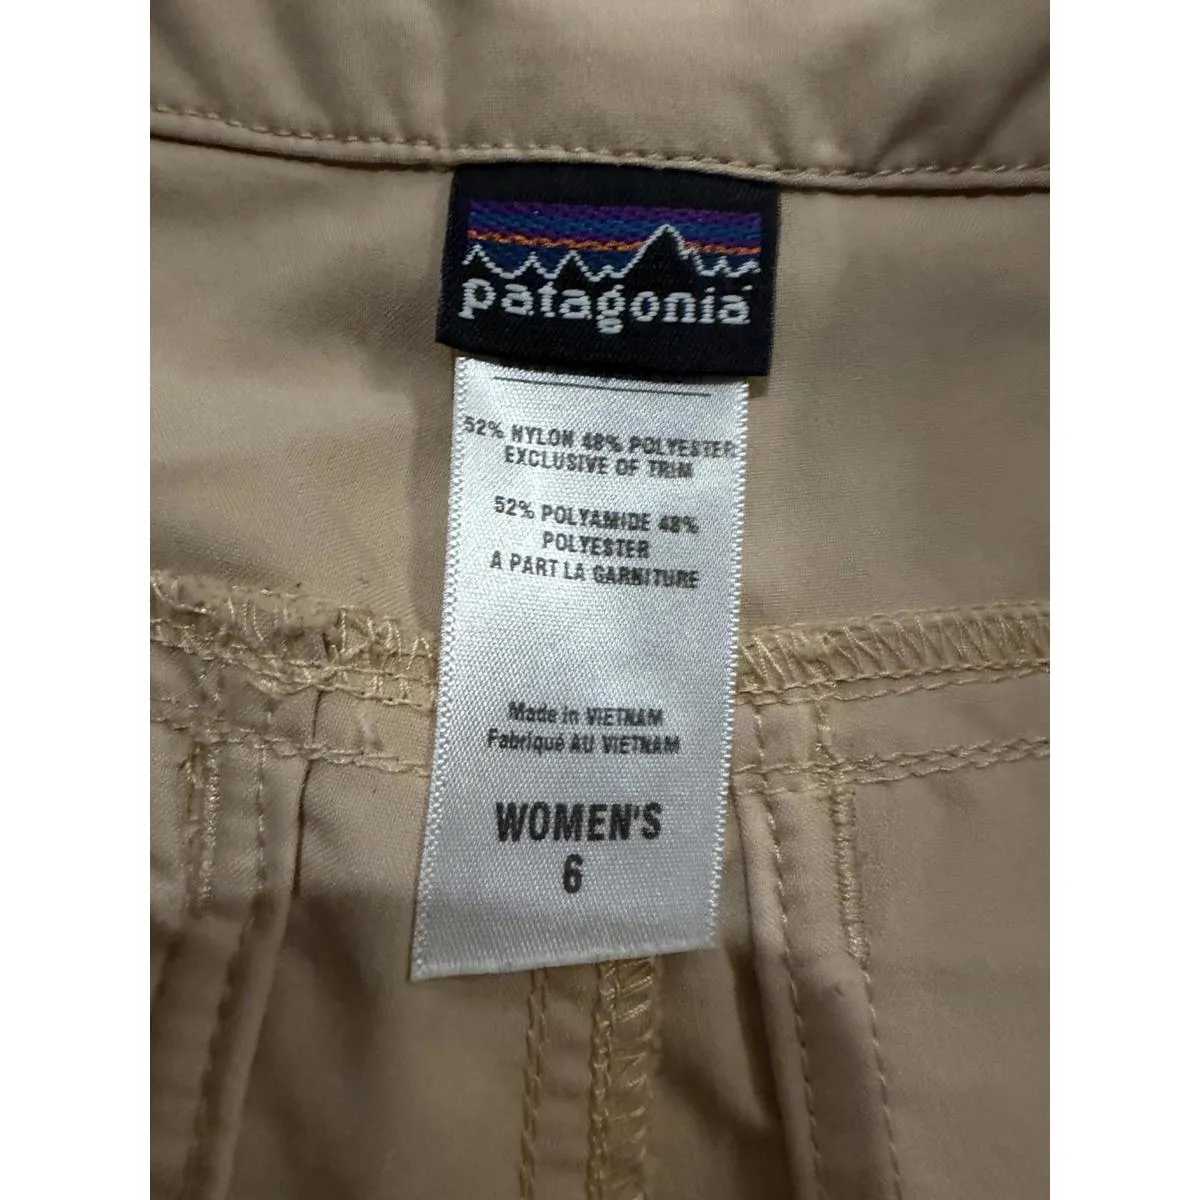 patagonia
52% NYLON 48% POLYESTER
EXCLUSIVE OF TRIM
52% POLYAMIDE 48%
POLYESTER
A PART LA GARNITURE
Made in VIETNAM
Fabriqué AU VIETNAM
WOMEN'S
6